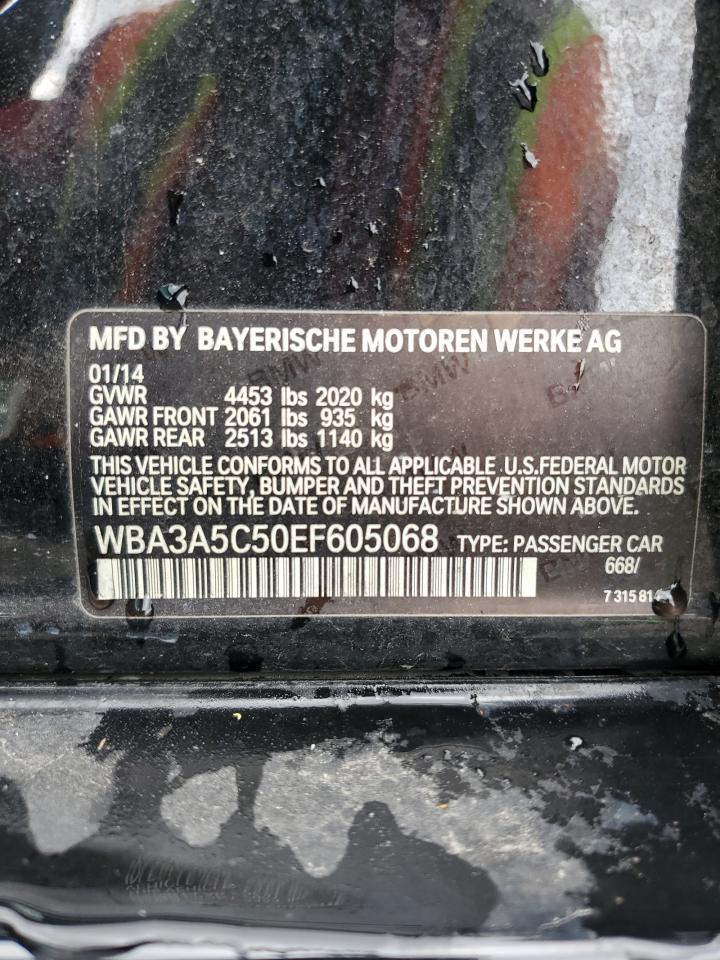 MFD BY BAYERISCHE MOTOREN WERKE AG
01/14
GVWR 4453 lbs 2020 kg
GAWR FRONT 2061 lbs 935 kg
GAWR REAR 2513 lbs 1140 kg
THIS VEHICLE CONFORMS TO ALL APPLICABLE U.S.FEDERAL MOTOR
VEHICLE SAFETY, BUMPER AND THEFT PREVENTION STANDARDS
IN EFFECT ON THE DATE OF MANUFACTURE SHOWN ABOVE.
WBA3A5C50EF605068 TYPE: PASSENGER CAR
668/
7 315 814